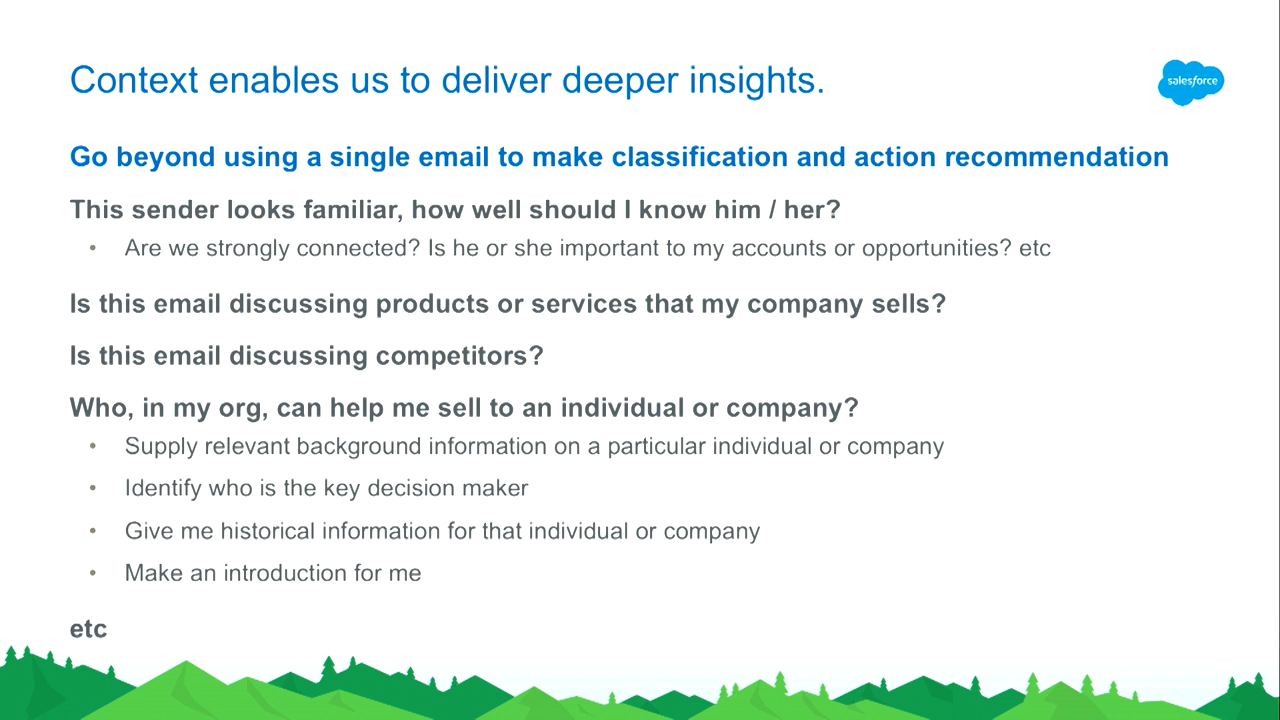 Context enables us to deliver deeper insights.
salesforce
Go beyond using a single email to make classification and action recommendation
This sender looks familiar, how well should I know him / her?
• Are we strongly connected? Is he or she important to my accounts or opportunities? etc
Is this email discussing products or services that my company sells?
Is this email discussing competitors?
Who, in my org, can help me sell to an individual or company?
• Supply relevant background information on a particular individual or company
• Identify who is the key decision maker
• Give me historical information for that individual or company
• Make an introduction for me
etc